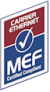 CARRIER
ETHERNET
MEF
Certified Compliant